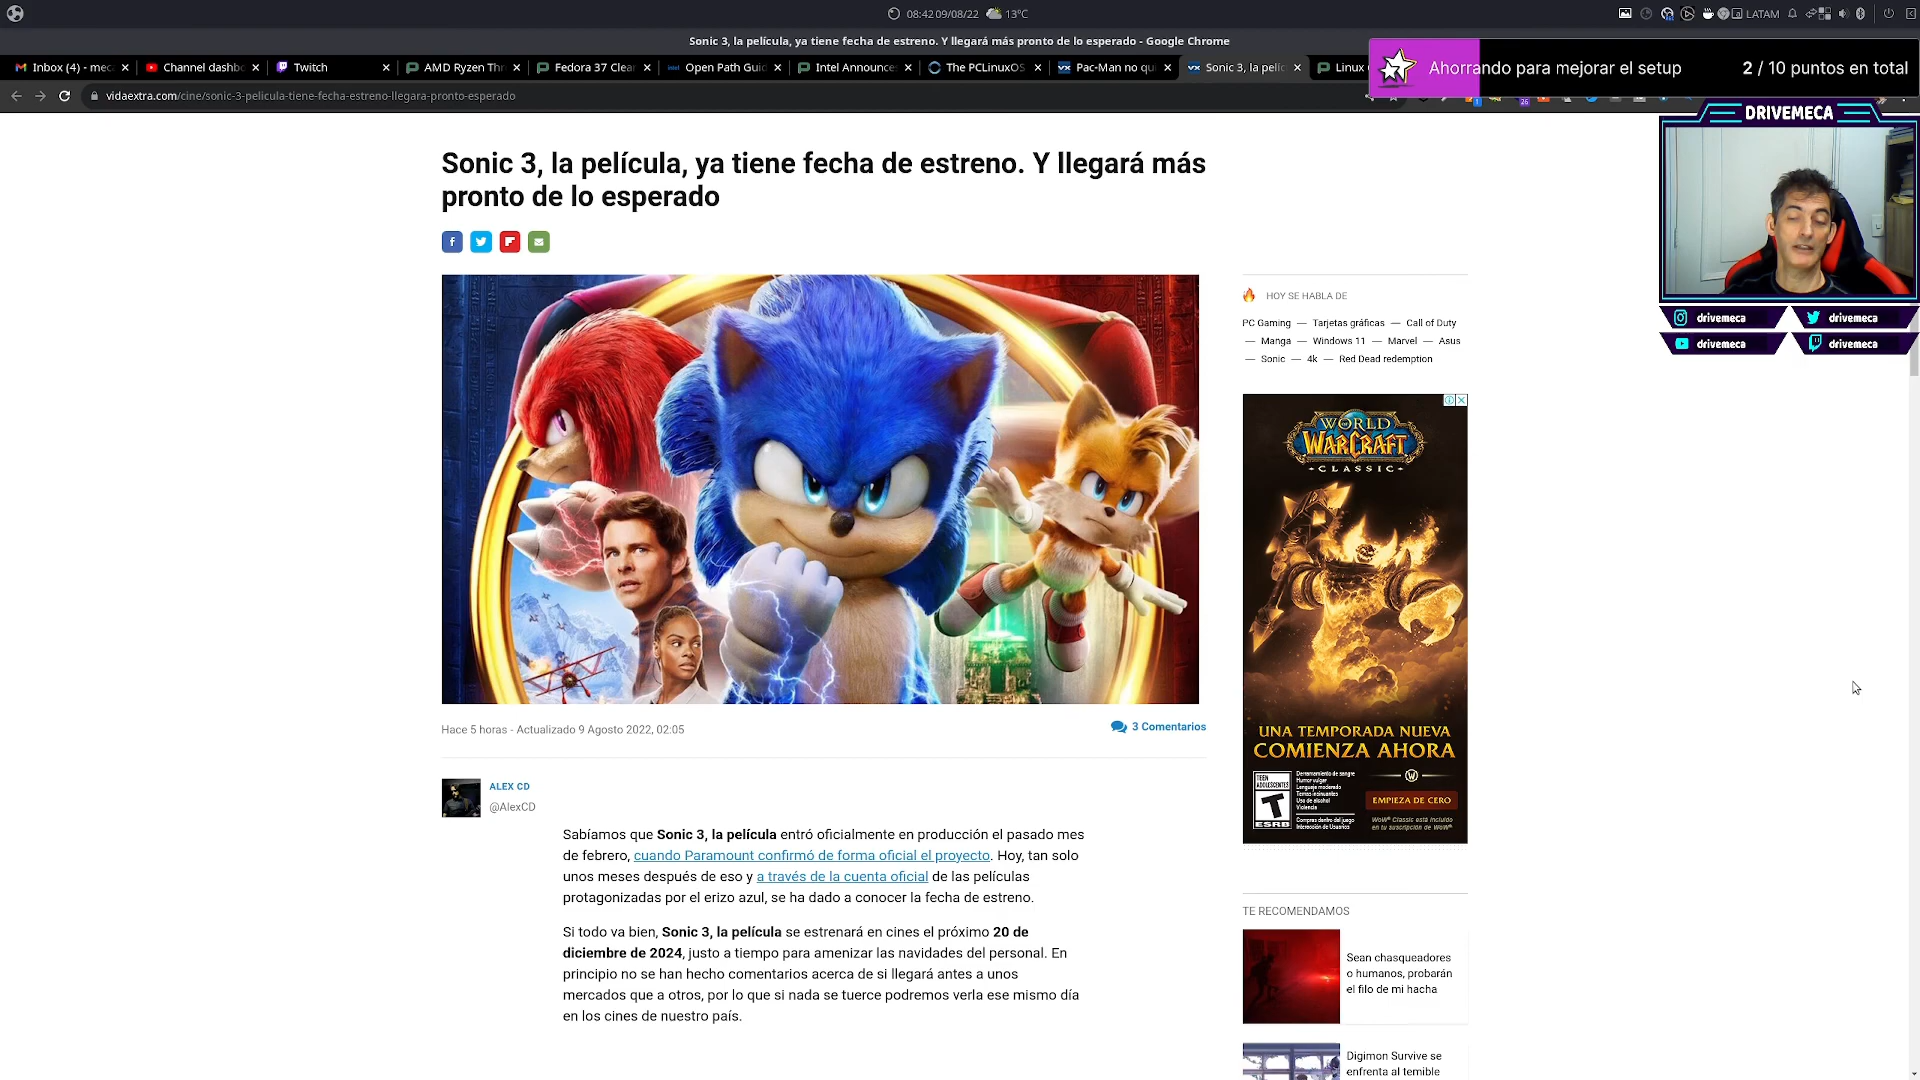 08:42 09/08/22 13°C
LATAM
Sonic 3, la película, ya tiene fecha de estreno. Y llegará más pronto de lo esperado - Google Chrome
Inbox (4) - mec
Channel dashb
Twitch
AMD Ryzen Thr
Fedora 37 Clea
Open Path Gui
Intel Announce
The PCLinuxOS
Pac-Man no qu
Sonic 3, la pelíc
Linux
Ahorrando para mejorar el setup
2 / 10 puntos en total
vidaextra.com/cine/sonic-3-pelicula-tiene-fecha-estreno-llegara-pronto-esperado
DRIVEMECA
drivemeca
drivemeca
drivemeca
drivemeca
Sonic 3, la película, ya tiene fecha de estreno. Y llegará más
pronto de lo esperado
HOY SE HABLA DE
PC Gaming — Tarjetas gráficas — Call of Duty
— Manga — Windows 11 — Marvel — Asus
— Sonic — 4k — Red Dead redemption
WORLD
WARCRAFT
CLASSIC
UNA TEMPORADA NUEVA
COMIENZA AHORA
TEEN
ADOLESCENTES
T
ESRB
Derramamiento de sangre
Humor vulgar
Lenguaje moderado
Temas insinuantes
Uso de alcohol
Violencia
Compras dentro del juego
Interacción de Usuarios
EMPIEZA DE CERO
WoW® Classic está incluido
en tu suscripción de WoW®
Hace 5 horas - Actualizado 9 Agosto 2022, 02:05
3 Comentarios
ALEX CD
@AlexCD
Sabíamos que Sonic 3, la película entró oficialmente en producción el pasado mes
de febrero, cuando Paramount confirmó de forma oficial el proyecto. Hoy, tan solo
unos meses después de eso y a través de la cuenta oficial de las películas
protagonizadas por el erizo azul, se ha dado a conocer la fecha de estreno.
Si todo va bien, Sonic 3, la película se estrenará en cines el próximo 20 de
diciembre de 2024, justo a tiempo para amenizar las navidades del personal. En
principio no se han hecho comentarios acerca de si llegará antes a unos
mercados que a otros, por lo que si nada se tuerce podremos verla ese mismo día
en los cines de nuestro país.
TE RECOMENDAMOS
Sean chasqueadores
o humanos, probarán
el filo de mi hacha
Digimon Survive se
enfrenta al temible